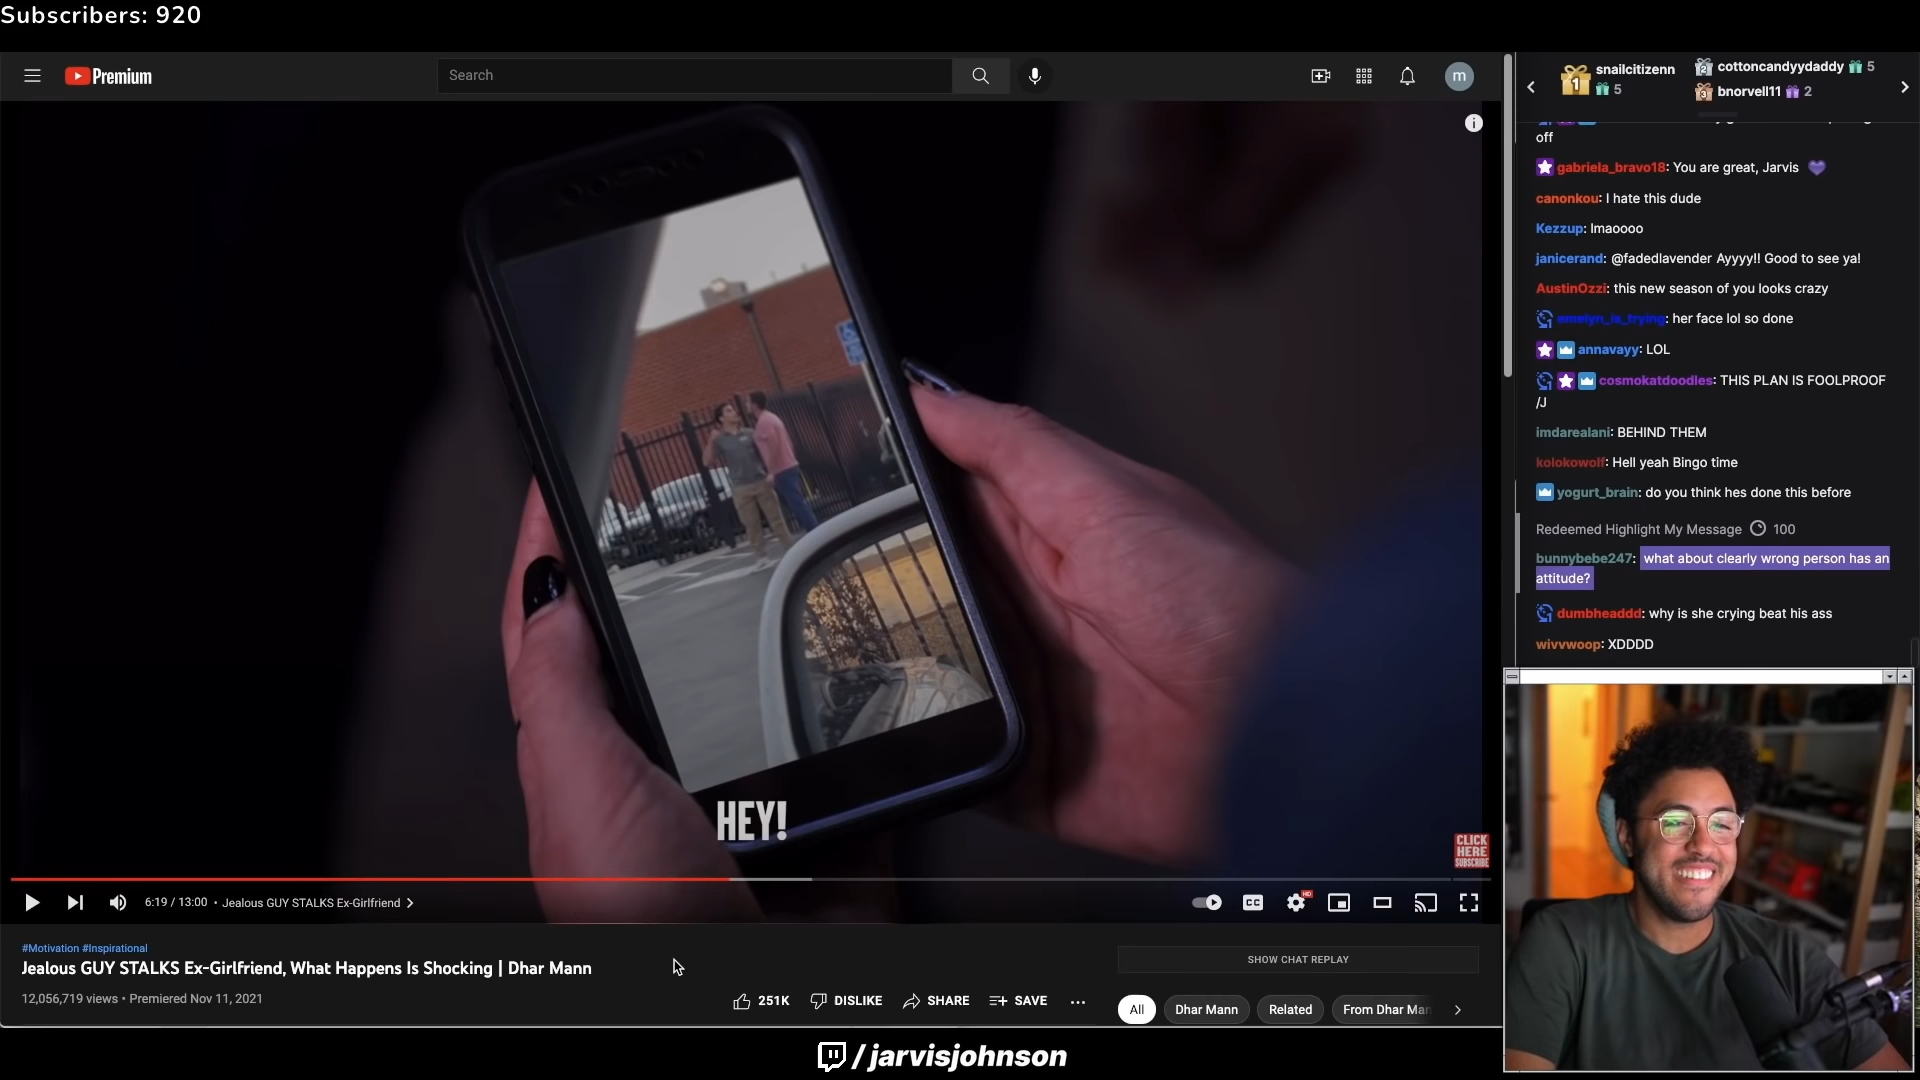 Subscribers: 920
Premium
Search
m
1
snailcitizenn
5
2
cottoncandyydaddy 5
3
bnorvell11 2
off
gabriela_bravo18: You are great, Jarvis
canonkou: I hate this dude
Kezzup: lmaoooo
janicerand: @fadedlavender Ayyyy!! Good to see ya!
AustinOzzi: this new season of you looks crazy
emelyn_is_trying: her face lol so done
annavayy: LOL
cosmokatdoodles: THIS PLAN IS FOOLPROOF
/J
imdarealani: BEHIND THEM
kolokowolf: Hell yeah Bingo time
yogurt_brain: do you think hes done this before
Redeemed Highlight My Message 100
bunnybebe247: what about clearly wrong person has an
attitude?
dumbheaddd: why is she crying beat his ass
wivvwoop: XDDDD
HEY!
CLICK
HERE
SUBSCRIBE
6:19 / 13:00 • Jealous GUY STALKS Ex-Girlfriend
CC
HD
#Motivation #Inspirational
Jealous GUY STALKS Ex-Girlfriend, What Happens Is Shocking | Dhar Mann
12,056,719 views • Premiered Nov 11, 2021
251K DISLIKE SHARE SAVE
SHOW CHAT REPLAY
All Dhar Mann Related From Dhar Man
/jarvisjohnson